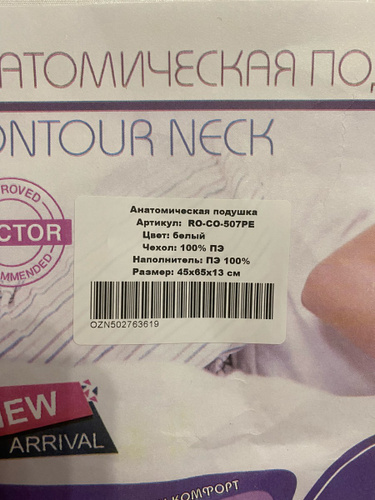 АТОМИЧЕСКАЯ ПОД
ONTOUR NECK
ROVED
CTOR
MMENDED
Анатомическая подушка
Артикул: RO-CO-507PE
Цвет: белый
Чехол: 100% ПЭ
Наполнитель: ПЭ 100%
Размер: 45x65x13 см
OZN502763619
NEW
ARRIVAL
КОМФОРТ